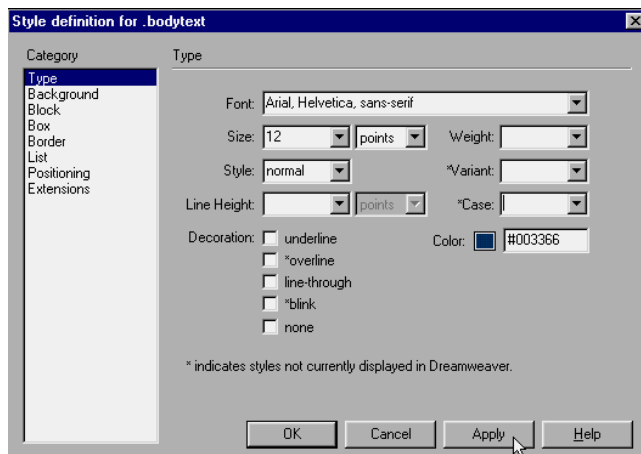 Style definition for .bodytext
Category
Type
Type
Background
Block
Box
Border
List
Positioning
Extensions
Font: Arial, Helvetica, sans-serif
Size: 12 points Weight:
Style: normal *Variant:
Line Height: points *Case:
Decoration: underline Color: #003366
*overline
line-through
*blink
none
* indicates styles not currently displayed in Dreamweaver.
OK Cancel Apply Help